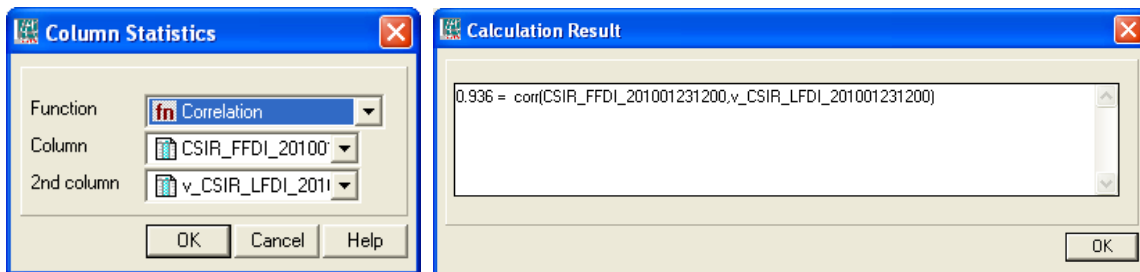 Column Statistics
Function
fn Correlation
Column
CSIR_FFDI_20100
2nd column
v_CSIR_LFDI_201
OK
Cancel
Help
Calculation Result
0.936 = corr(CSIR_FFDI_201001231200,v_CSIR_LFDI_201001231200)
OK